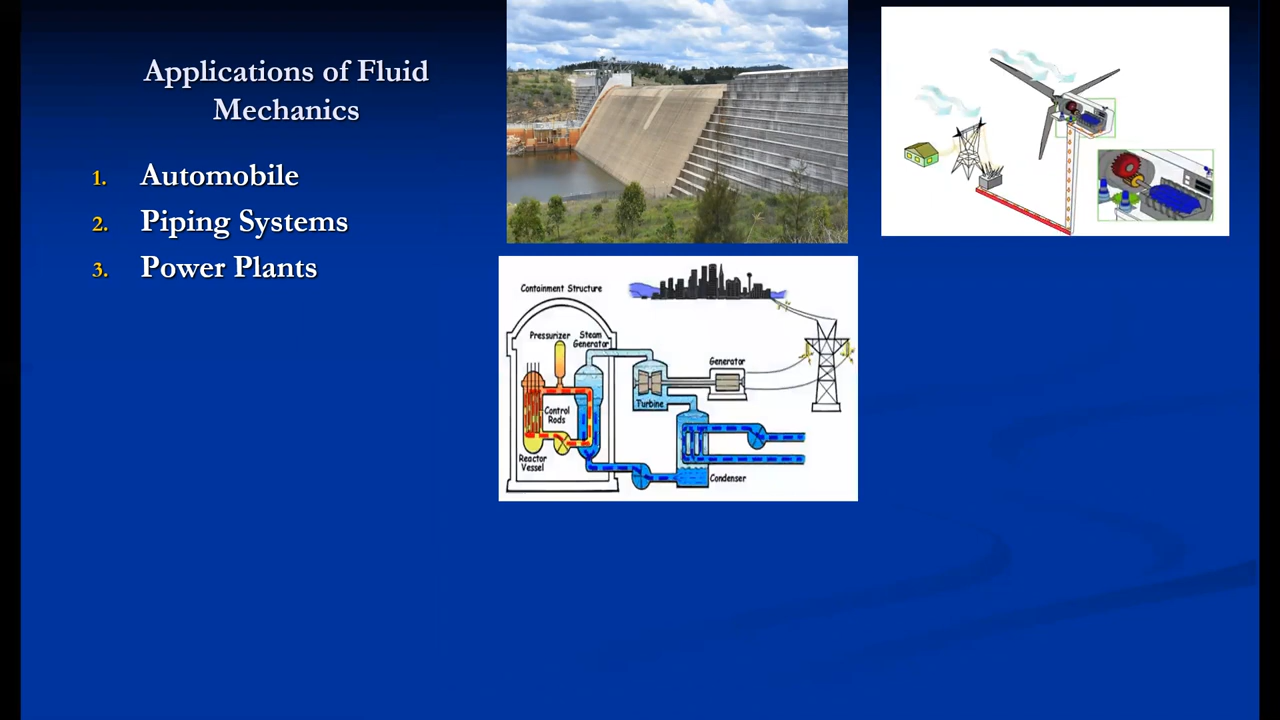 Applications of Fluid
Mechanics
1. Automobile
2. Piping Systems
3. Power Plants
Containment Structure
Pressurizer
Steam
Generator
Control
Rods
Reactor
Vessel
Turbine
Generator
Condenser